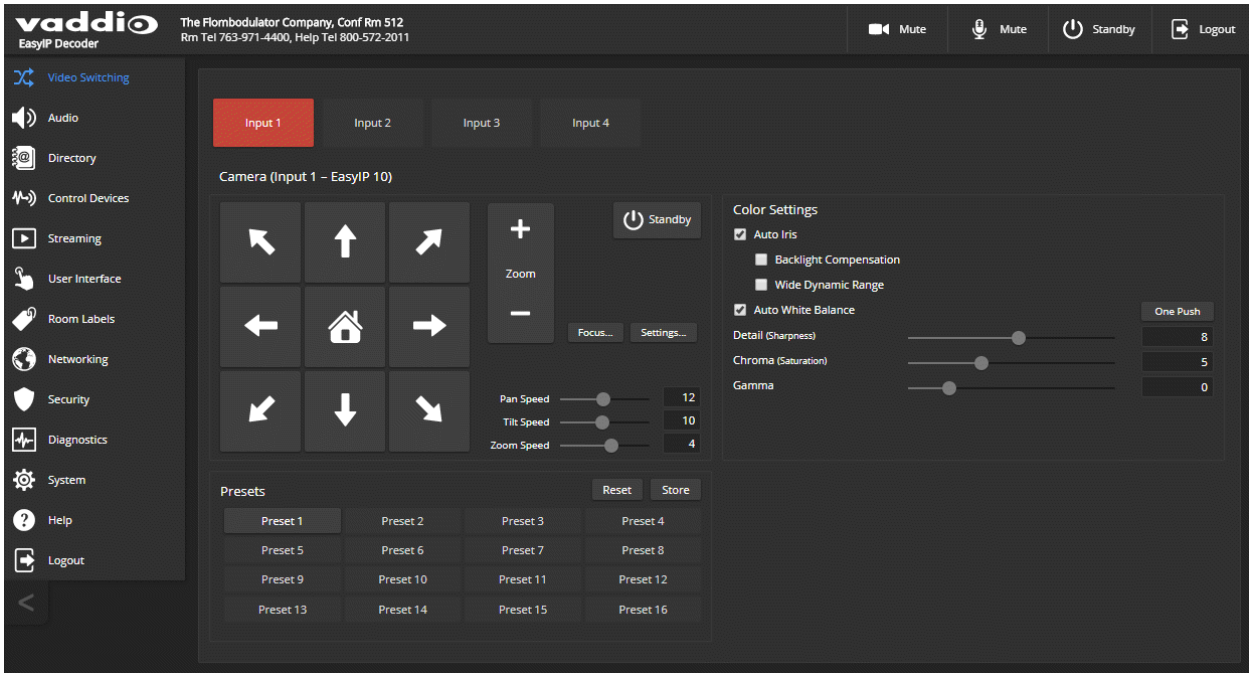 vaddio
EasyIP Decoder
The Flombodulator Company, Conf Rm 512
Rm Tel 763-971-4400, Help Tel 800-572-2011
Mute
Mute
Standby
Logout
Video Switching
Audio
Directory
Control Devices
Streaming
User Interface
Room Labels
Networking
Security
Diagnostics
System
Help
Logout
<
Input 1
Input 2
Input 3
Input 4
Camera (Input 1 – EasyIP 10)
Zoom
Standby
Focus...
Settings...
Pan Speed 12
Tilt Speed 10
Zoom Speed 4
Color Settings
Auto Iris
Backlight Compensation
Wide Dynamic Range
Auto White Balance
One Push
Detail (Sharpness) 8
Chroma (Saturation) 5
Gamma 0
Presets
Reset
Store
Preset 1 Preset 2 Preset 3 Preset 4
Preset 5 Preset 6 Preset 7 Preset 8
Preset 9 Preset 10 Preset 11 Preset 12
Preset 13 Preset 14 Preset 15 Preset 16